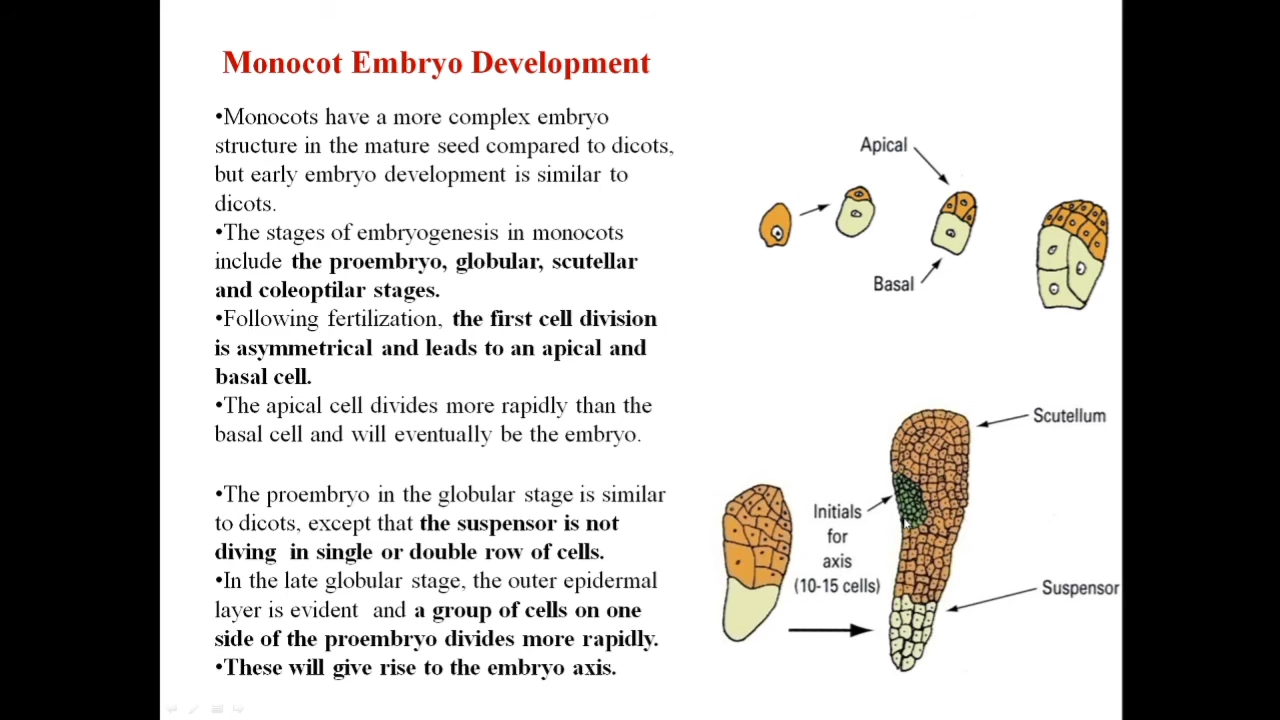 Monocot Embryo Development
•Monocots have a more complex embryo
structure in the mature seed compared to dicots,
but early embryo development is similar to
dicots.
•The stages of embryogenesis in monocots
include the proembryo, globular, scutellar
and coleoptilar stages.
•Following fertilization, the first cell division
is asymmetrical and leads to an apical and
basal cell.
•The apical cell divides more rapidly than the
basal cell and will eventually be the embryo.
•The proembryo in the globular stage is similar
to dicots, except that the suspensor is not
diving in single or double row of cells.
•In the late globular stage, the outer epidermal
layer is evident and a group of cells on one
side of the proembryo divides more rapidly.
•These will give rise to the embryo axis.
Apical
Basal
Scutellum
Initials
for
axis
(10-15 cells)
Suspensor